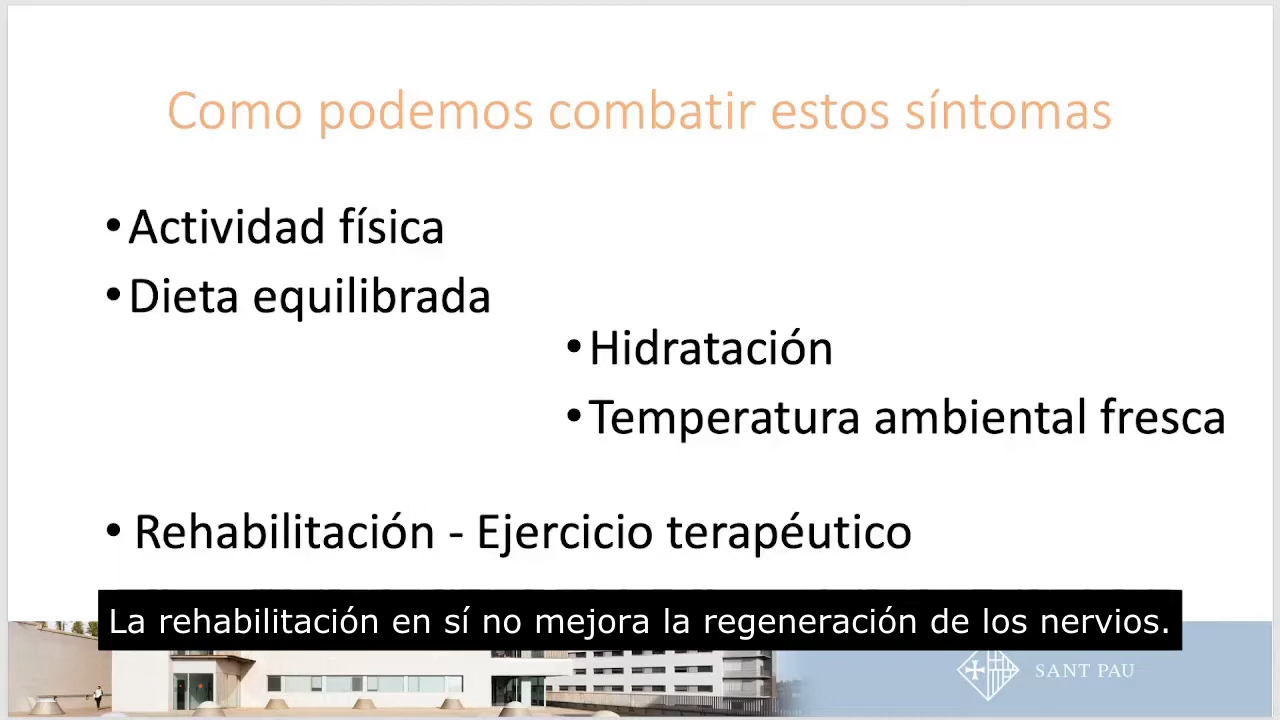 Como podemos combatir estos síntomas
•Actividad física
•Dieta equilibrada
•Hidratación
•Temperatura ambiental fresca
• Rehabilitación - Ejercicio terapéutico
La rehabilitación en sí no mejora la regeneración de los nervios.
SANT PAU